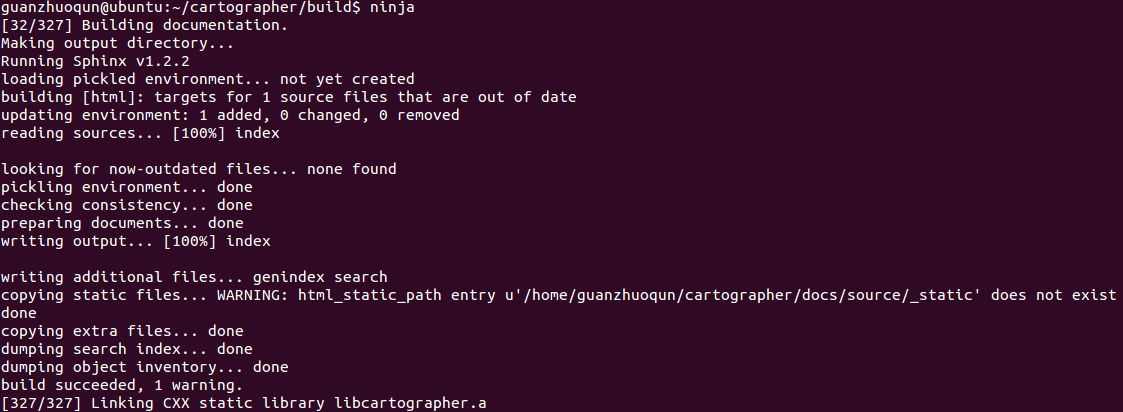 guanzhuoqun@ubuntu:~/cartographer/build$ ninja
[32/327] Building documentation.
Making output directory...
Running Sphinx v1.2.2
loading pickled environment... not yet created
building [html]: targets for 1 source files that are out of date
updating environment: 1 added, 0 changed, 0 removed
reading sources... [100%] index
looking for now-outdated files... none found
pickling environment... done
checking consistency... done
preparing documents... done
writing output... [100%] index
writing additional files... genindex search
copying static files... WARNING: html_static_path entry u'/home/guanzhuoqun/cartographer/docs/source/_static' does not exist
done
copying extra files... done
dumping search index... done
dumping object inventory... done
build succeeded, 1 warning.
[327/327] Linking CXX static library libcartographer.a